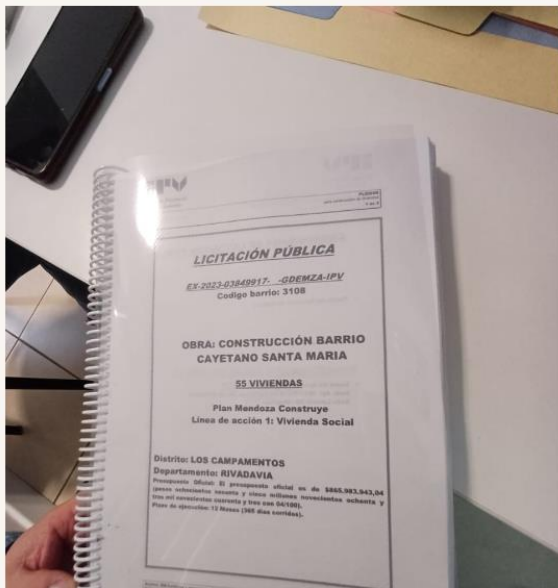 LICITACIÓN PÚBLICA
EX-2023-03849917- -GDEMZA-IPV
Codigo barrio: 3108
OBRA: CONSTRUCCIÓN BARRIO
CAYETANO SANTA MARIA
55 VIVIENDAS
Plan Mendoza Construye
Línea de acción 1: Vivienda Social
Distrito: LOS CAMPAMENTOS
Departamento: RIVADAVIA
Presupuesto Oficial: El presupuesto oficial es de $865.983.943,04
(pesos ochocientos sesenta y cinco millones novecientos ochenta y
tres mil novecientos cuarenta y tres con 04/100).
Plazo de ejecución: 12 Meses (365 días corridos).